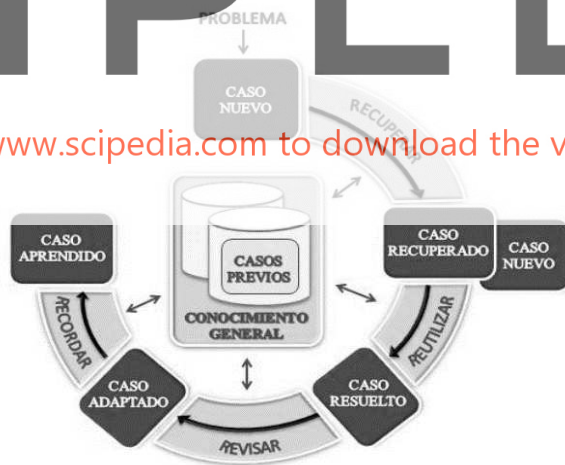 PROBLEMA
CASO
NUEVO
RECUPERAR
www.scipedia.com to download the v
CASO
RECUPERADO
CASO
NUEVO
CASO
APRENDIDO
CASOS
PREVIOS
CONOCIMIENTO
GENERAL
RECORDAR
REUTILIZAR
CASO
ADAPTADO
CASO
RESUELTO
REVISAR